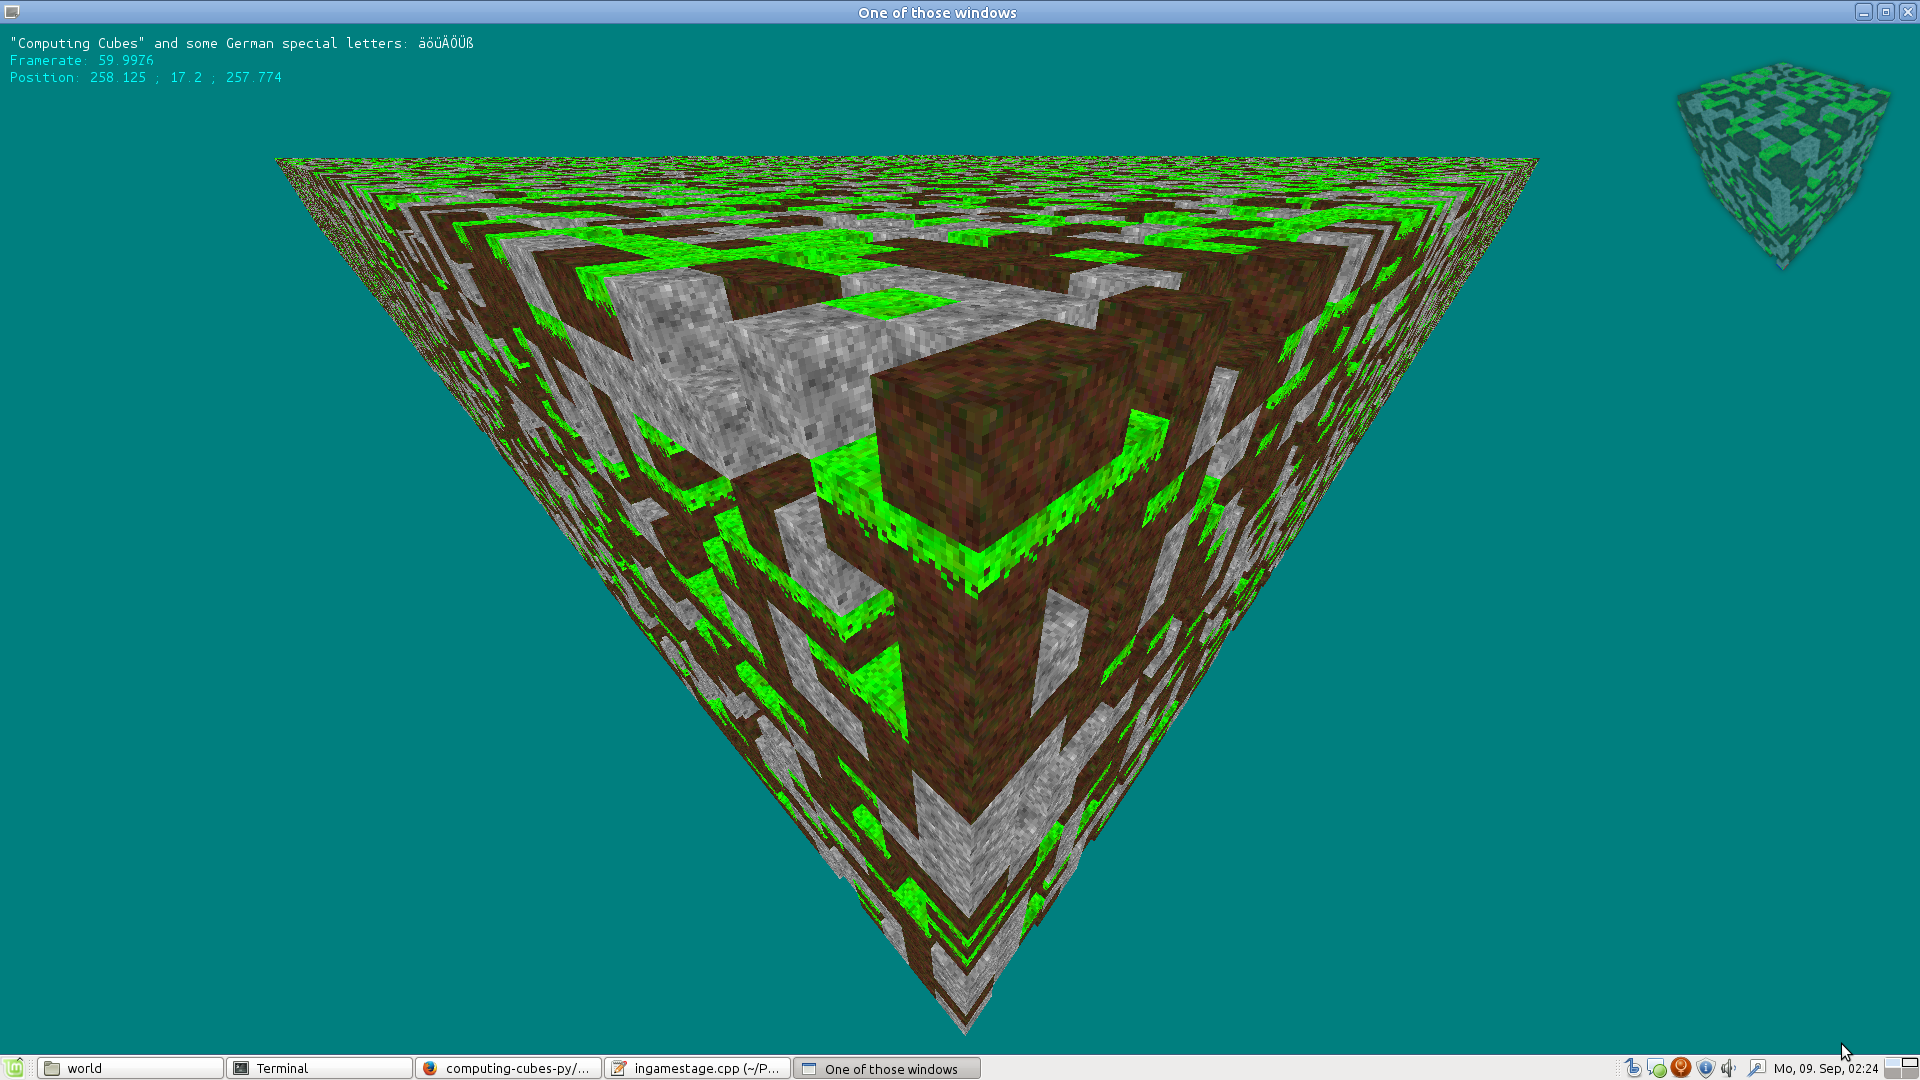 One of those windows
"Computing Cubes" and some German special letters: äöüÄÖÜß
Framerate: 59.9976
Position: 258.125 ; 17.2 ; 257.774
world
Terminal
computing-cubes-py/...
ingamestage.cpp (~/P...
One of those windows
Mo, 09. Sep, 02:24